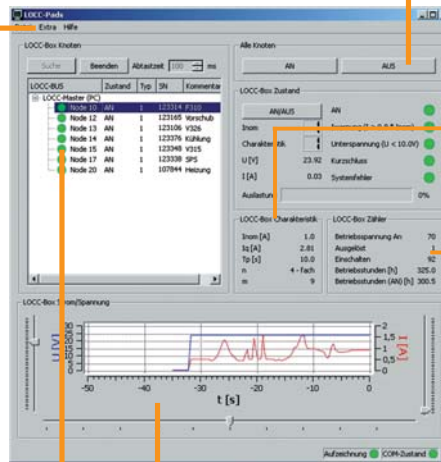 LOCC-Pads
Extra Hilfe
LOCC-Box Knoten
Suche Beenden Abtastzeit 100 ms
LOCC-BUS Zustand Typ SN Kommentar
LOCC-Master (PC)
Node 10 AN 1 123314 P310
Node 12 AN 1 123165 Vorschub
Node 13 AN 1 123106 V326
Node 14 AN 1 123376 Kühlung
Node 15 AN 1 123348 V315
Node 17 AN 1 123338 SPS
Node 20 AN 1 107844 Heizung
Alle Knoten
AN AUS
LOCC-Box Zustand
AN/AUS AN
Inom
Unterspannung (U < 10.0V)
U [V] 23.92 Kurzschluss
I [A] 0.03 Systemfehler
Auslastung 0%
LOCC-Box Charakteristik
Inom [A] 1.0
Iq [A] 2.01
Tp [s] 10.0
n 4 - fach
m 9
LOCC-Box Zähler
Betriebsspannung An 70
Ausgelöst 1
Einschalten 92
Betriebsstunden [h] 325.0
Betriebsstunden (AN) [h] 300.5
LOCC-Box Strom/Spannung
U [V]
2
1,5
1
0,5
0
I [A]
-50 -40 -30 -20 -10 0
t [s]
Aufzeichnung COM-Zustand